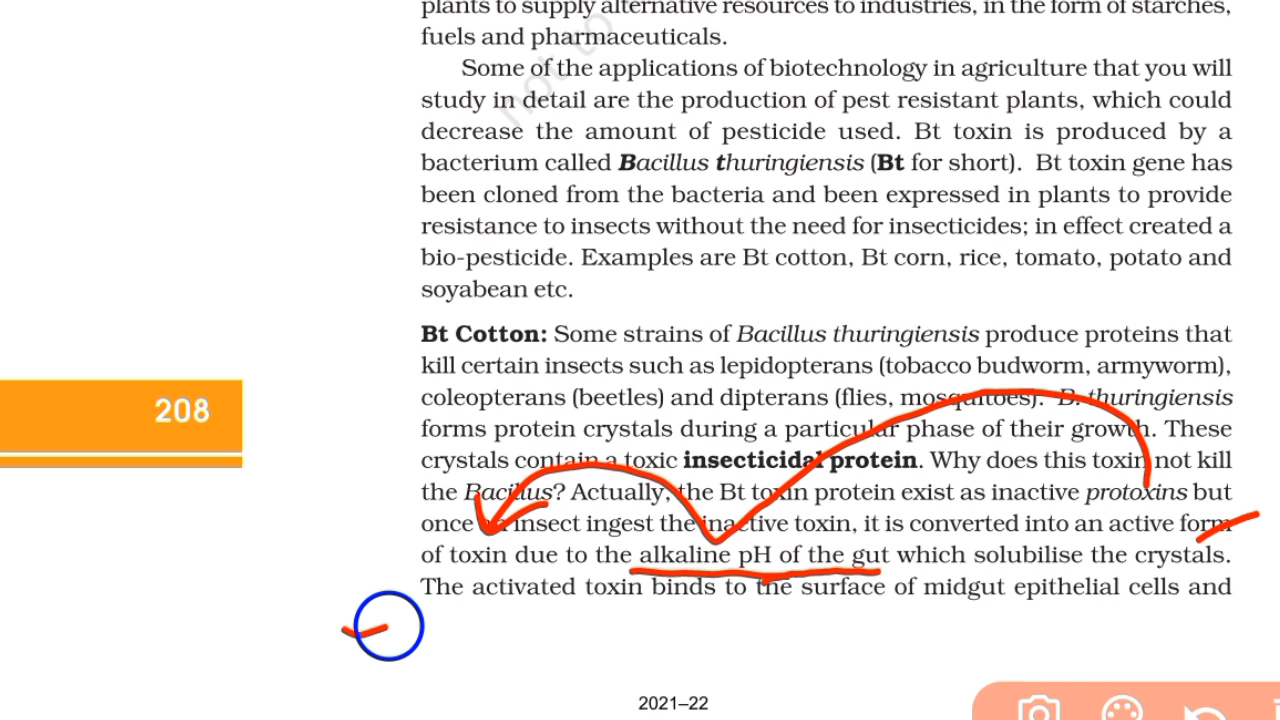 plants to supply alternative resources to industries, in the form of starches,
fuels and pharmaceuticals.
not to
Some of the applications of biotechnology in agriculture that you will
study in detail are the production of pest resistant plants, which could
decrease the amount of pesticide used. Bt toxin is produced by a
bacterium called Bacillus thuringiensis (Bt for short). Bt toxin gene has
been cloned from the bacteria and been expressed in plants to provide
resistance to insects without the need for insecticides; in effect created a
bio-pesticide. Examples are Bt cotton, Bt corn, rice, tomato, potato and
soyabean etc.
Bt Cotton: Some strains of Bacillus thuringiensis produce proteins that
kill certain insects such as lepidopterans (tobacco budworm, armyworm),
coleopterans (beetles) and dipterans (flies, mosquitoes). B. thuringiensis
forms protein crystals during a particular phase of their growth. These
crystals contain a toxic insecticidal protein. Why does this toxin not kill
the Bacillus? Actually, the Bt toxin protein exist as inactive protoxins but
once an insect ingest the inactive toxin, it is converted into an active form
of toxin due to the alkaline pH of the gut which solubilise the crystals.
The activated toxin binds to the surface of midgut epithelial cells and
208
2021–22